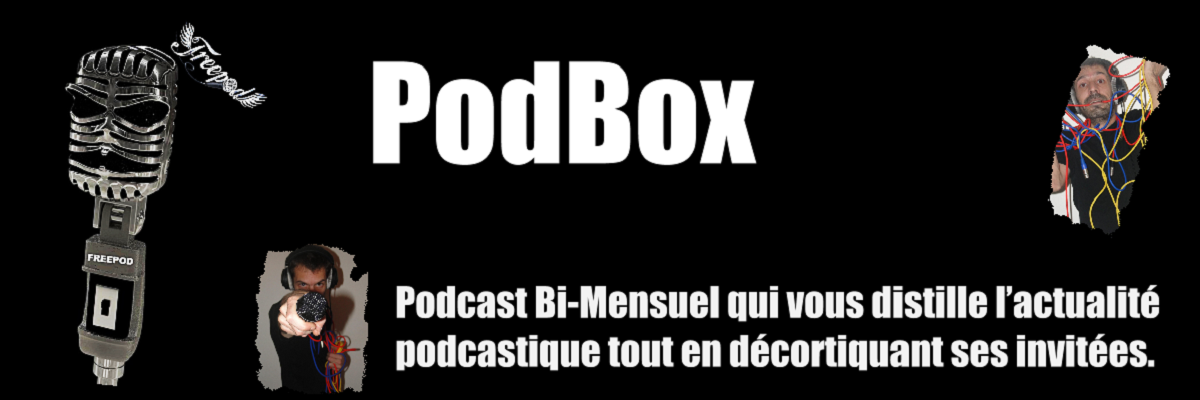 Freepod
PodBox
FREEPOD
Podcast Bi-Mensuel qui vous distille l’actualité
podcastique tout en décortiquant ses invitées.